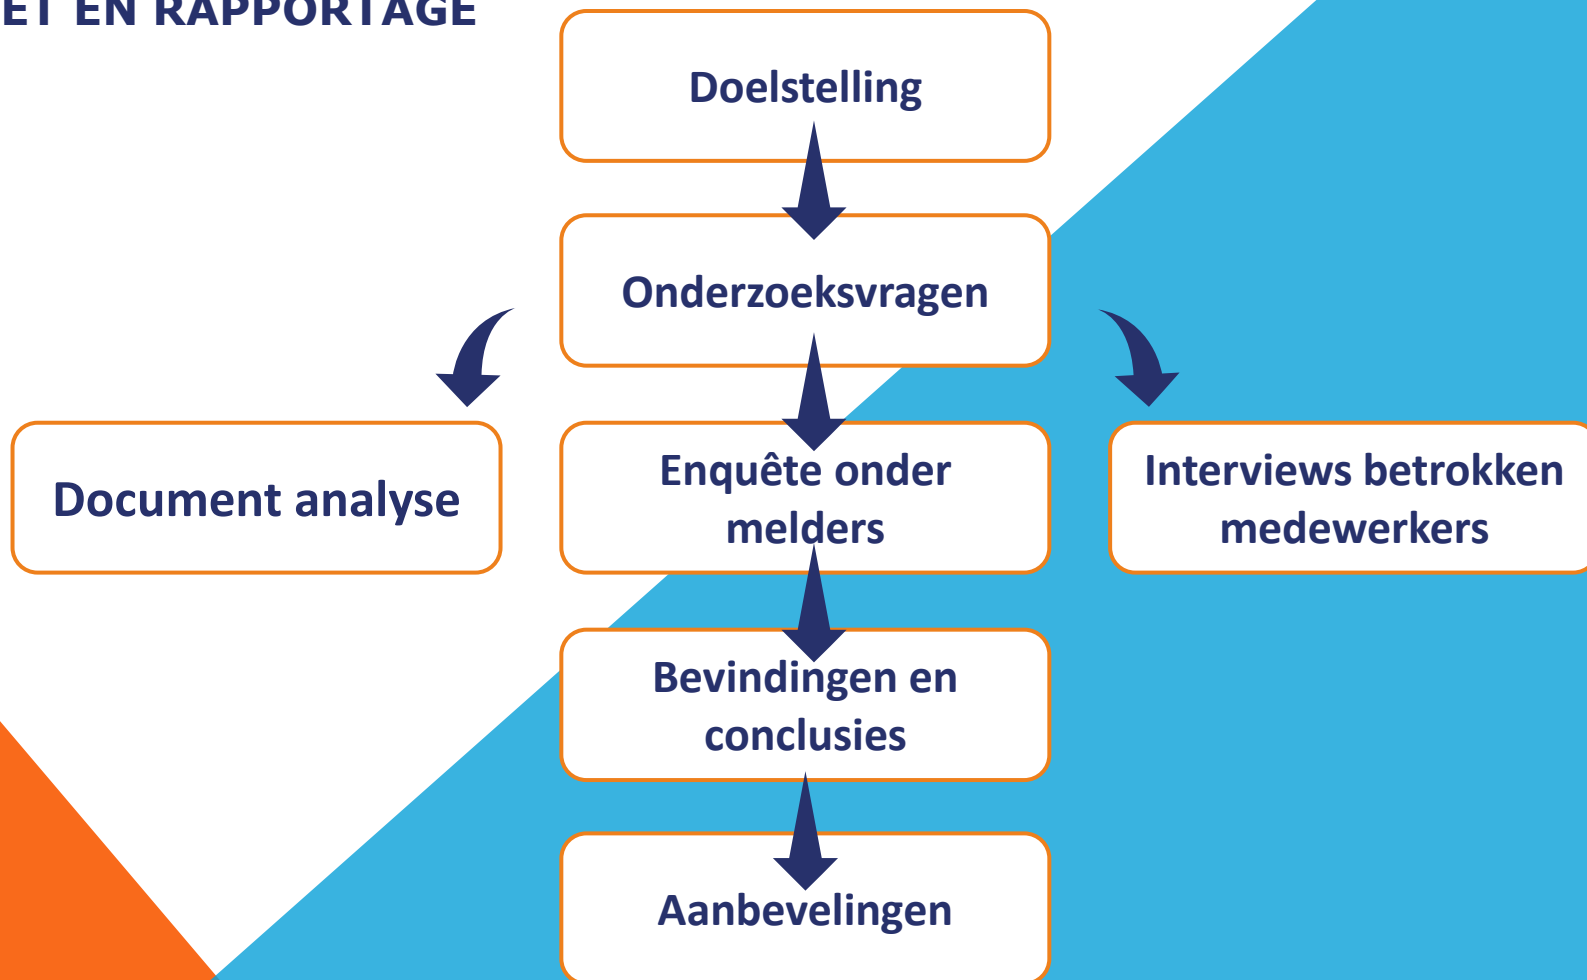 ET EN RAPPORTAGE
Doelstelling
Onderzoeksvragen
Document analyse
Enquête onder
melders
Interviews betrokken
medewerkers
Bevindingen en
conclusies
Aanbevelingen